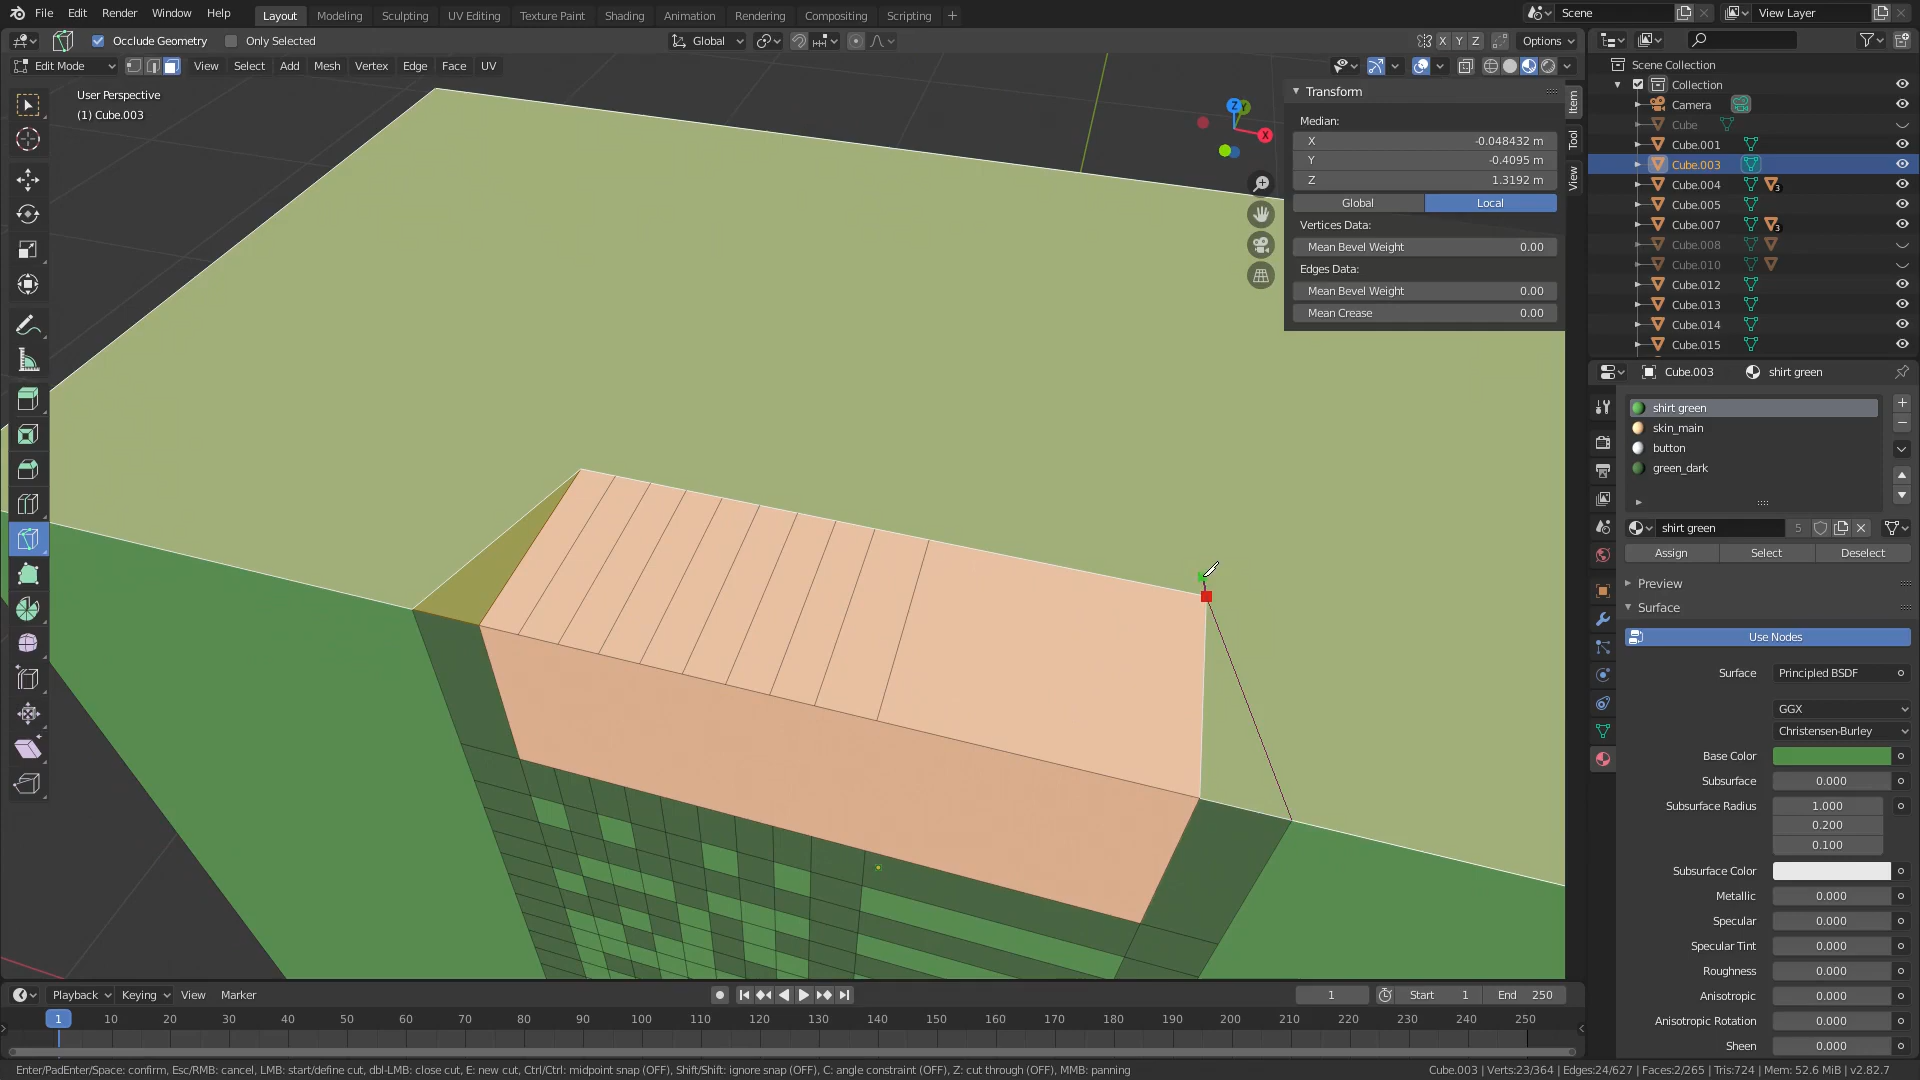 File Edit Render Window Help Layout Modeling Sculpting UV Editing Texture Paint Shading Animation Rendering Compositing Scripting + Scene View Layer
Occlude Geometry Only Selected Global X Y Z Options
Edit Mode View Select Add Mesh Vertex Edge Face UV
User Perspective
(1) Cube.003
Transform
Median:
X -0.048432 m
Y -0.4095 m
Z 1.3192 m
Global Local
Vertices Data:
Mean Bevel Weight 0.00
Edges Data:
Mean Bevel Weight 0.00
Mean Crease 0.00
Item
Tool
View
Z
Y
X
Scene Collection
Collection
Camera
Cube
Cube.001
Cube.003
Cube.004 3
Cube.005
Cube.007 3
Cube.008
Cube.010
Cube.012
Cube.013
Cube.014
Cube.015
Cube.003 shirt green
shirt green
skin_main
button
green_dark
shirt green 5
Assign Select Deselect
Preview
Surface
Use Nodes
Surface Principled BSDF
GGX
Christensen-Burley
Base Color
Subsurface 0.000
Subsurface Radius 1.000
0.200
0.100
Subsurface Color
Metallic 0.000
Specular 0.000
Specular Tint 0.000
Roughness 0.000
Anisotropic 0.000
Anisotropic Rotation 0.000
Sheen 0.000
Playback Keying View Marker 1 Start 1 End 250
1 10 20 30 40 50 60 70 80 90 100 110 120 130 140 150 160 170 180 190 200 210 220 230 240 250
Enter/PadEnter/Space: confirm, Esc/RMB: cancel, LMB: start/define cut, dbl-LMB: close cut, E: new cut, Ctrl/Ctrl: midpoint snap (OFF), Shift/Shift: ignore snap (OFF), C: angle constraint (OFF), Z: cut through (OFF), MMB: panning
Cube.003 | Verts:23/364 | Edges:24/627 | Faces:2/265 | Tris:724 | Mem: 52.6 MiB | v2.82.7